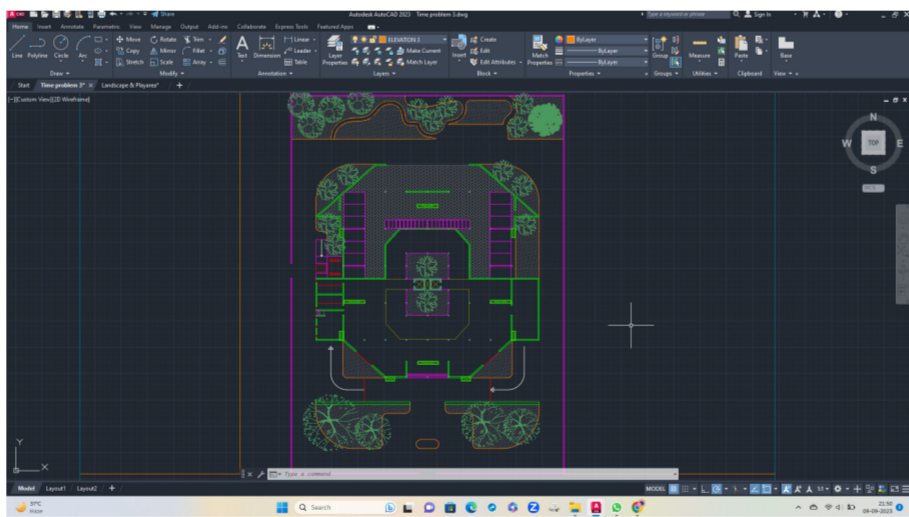 Share
Autodesk AutoCAD 2023 Time problem 3.dwg
Type a keyword or phrase
Sign In
Home Insert Annotate Parametric View Manage Output Add-ins Collaborate Express Tools Featured Apps
Line Polyline Circle Arc
Move Rotate Trim
Copy Mirror Fillet
Stretch Scale Array
Text Dimension
Linear
Leader
Table
Layer Properties
ELEVATION 3
Make Current
Match Layer
Insert
Create
Edit
Edit Attributes
Match Properties
ByLayer
ByLayer
ByLayer
Group
Measure
Paste
Base
Draw Modify Annotation Layers Block Properties Groups Utilities Clipboard View
Start Time problem 3* Landscape & Playarea*
[−][Custom View][2D Wireframe]
N
W TOP E
S
WCS
Y
X
Type a command
Model Layout1 Layout2
MODEL
1:1
30°C
Haze
Search
21:50
09-09-2023